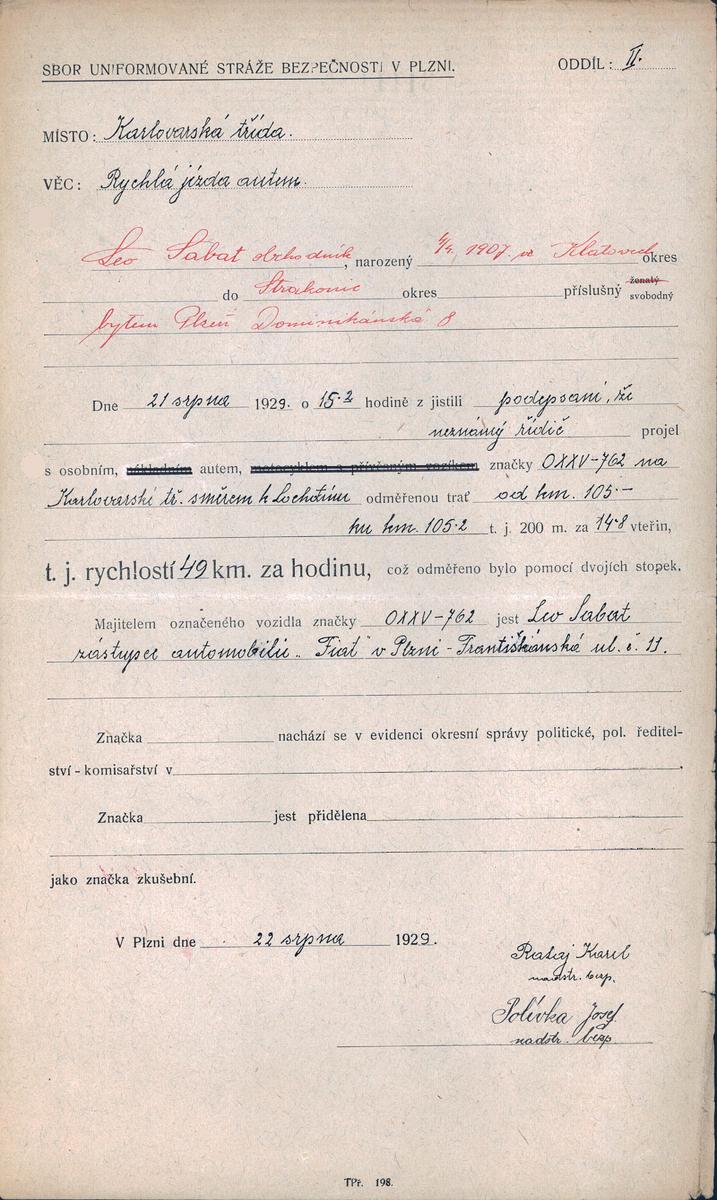 SBOR UNIFORMOVANÉ STRÁŽE BEZPEČNOSTI V PLZNI. ODDÍL: II.
MÍSTO: Karlovarská třída.
VĚC: Rychlá jízda autem.
Leo Sabat obchodník, narozený 4/4 1907 v Klatovech okres
do Strakonic okres příslušný ženatý
svobodný
bytem Plzeň Dominikánská 8
Dne 21 srpna 1929. o 15.2 hodině z jistili podepsaní, že
neznámý řidič projel
s osobním, nákladním autem, motocyklem a přívěsným vozíkem značky OXXV-762 na
Karlovarské tř. směrem k Lochotínu odměřenou trať od km. 105.-
ku km. 105.2 t. j. 200 m. za 14.8 vteřin,
t. j. rychlostí 49 km. za hodinu, což odměřeno bylo pomocí dvojích stopek.
Majitelem označeného vozidla značky OXXV-762 jest Leo Sabat
zástupce automobilů „Fiat" v Plzni - Františkánská ul. č. 11.
Značka nachází se v evidenci okresní správy politické, pol. ředitel-
ství - komisařství v .
Značka jest přidělena
jako značka zkušební.
V Plzni dne 22 srpna 1929.
Rataj Karel
nadstr. bezp.
Polívka Josef
nadstr. bezp.
TPř. 198.